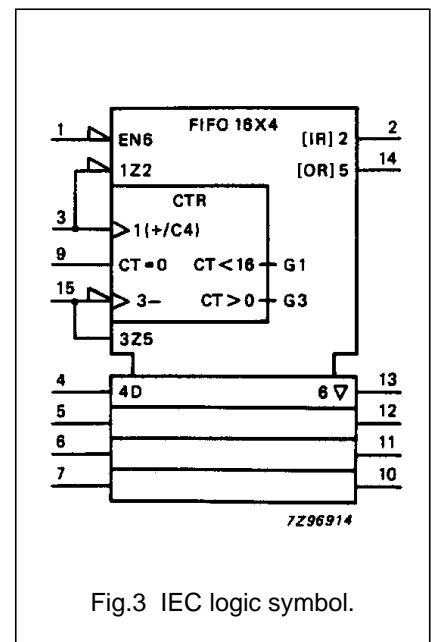 FIFO 16X4
1 EN6 [IR] 2 2
1Z2 [OR] 5 14
CTR
3 1(+/C4)
9 CT=0 CT<16 G1
15 3− CT>0 G3
3Z5
4 4D 6 ▽ 13
5 12
6 11
7 10
7Z96914
Fig.3 IEC logic symbol.